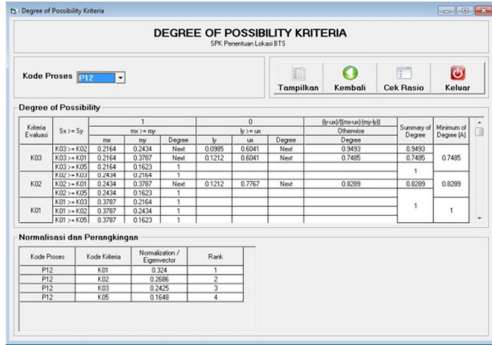 Degree of Possibility Kriteria
DEGREE OF POSSIBILITY KRITERIA
SPK Penentuan Lokasi BTS
Kode Proses P12
Tampilkan Kembali Cek Rasio Keluar
Degree of Possibility
Kriteria Evaluasi Sx >= Sy 1 0 (ly-ux)/((mx-ux)-(my-ly)) Summary of Degree Minimum of Degree (A)
mx >= my ly >= ux Otherwise
mx my Degree ly ux Degree Degree
K03 >= K02 0.2164 0.2434 Next 0.0985 0.6041 Next 0.9493 0.9493
K03 K03 >= K01 0.2164 0.3787 Next 0.1212 0.6041 Next 0.7485 0.7485 0.7485
K03 >= K05 0.2164 0.1623 1 1
K02 >= K03 0.2434 0.2164 1
K02 K02 >= K01 0.2434 0.3787 Next 0.1212 0.7767 Next 0.8289 0.8289 0.8289
K02 >= K05 0.2434 0.1623 1
K01 >= K03 0.3787 0.2164 1
K01 K01 >= K02 0.3787 0.2434 1 1 1
K01 >= K05 0.3787 0.1623 1
Normalisasi dan Perangkingan
Kode Proses Kode Kriteria Normalization / Eigenvector Rank
P12 K01 0.324 1
P12 K02 0.2686 2
P12 K03 0.2425 3
P12 K05 0.1648 4